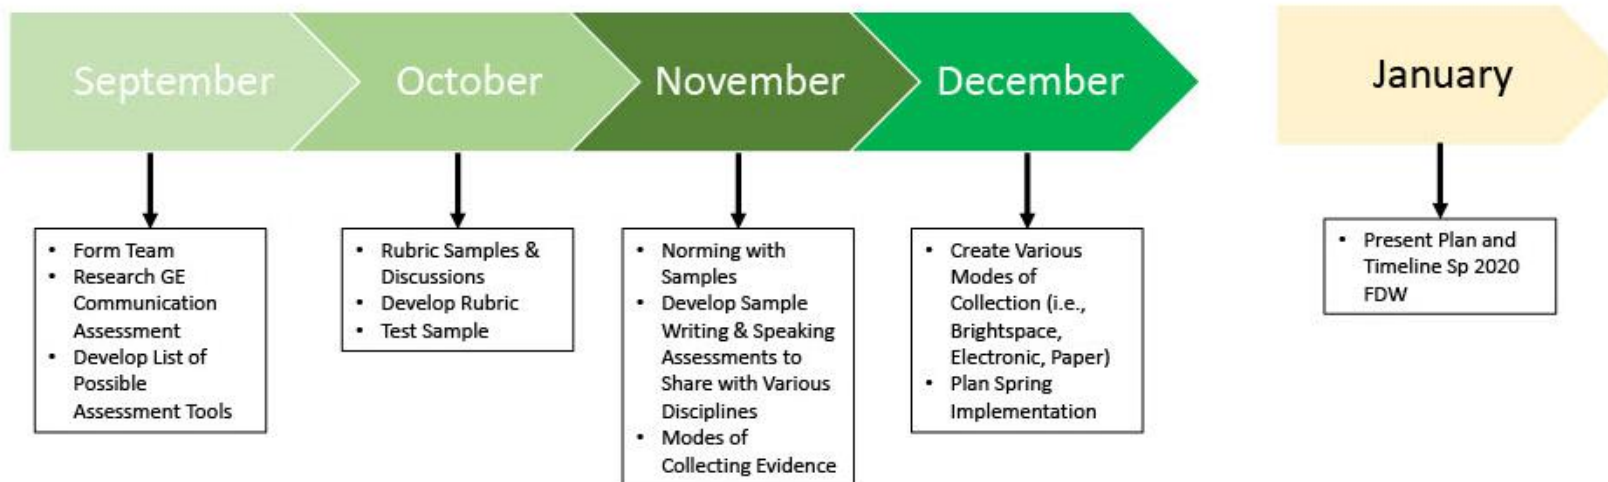 September
October
November
December
January
• Form Team
• Research GE
Communication
Assessment
• Develop List of
Possible
Assessment Tools
• Rubric Samples &
Discussions
• Develop Rubric
• Test Sample
• Norming with
Samples
• Develop Sample
Writing & Speaking
Assessments to
Share with Various
Disciplines
• Modes of
Collecting Evidence
• Create Various
Modes of
Collection (i.e.,
Brightspace,
Electronic, Paper)
• Plan Spring
Implementation
• Present Plan and
Timeline Sp 2020
FDW